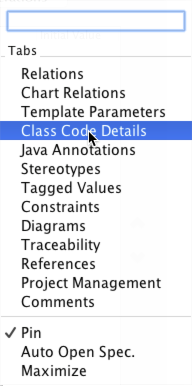 Tabs
Relations
Chart Relations
Template Parameters
Class Code Details
Java Annotations
Stereotypes
Tagged Values
Constraints
Diagrams
Traceability
References
Project Management
Comments
✓ Pin
Auto Open Spec.
Maximize